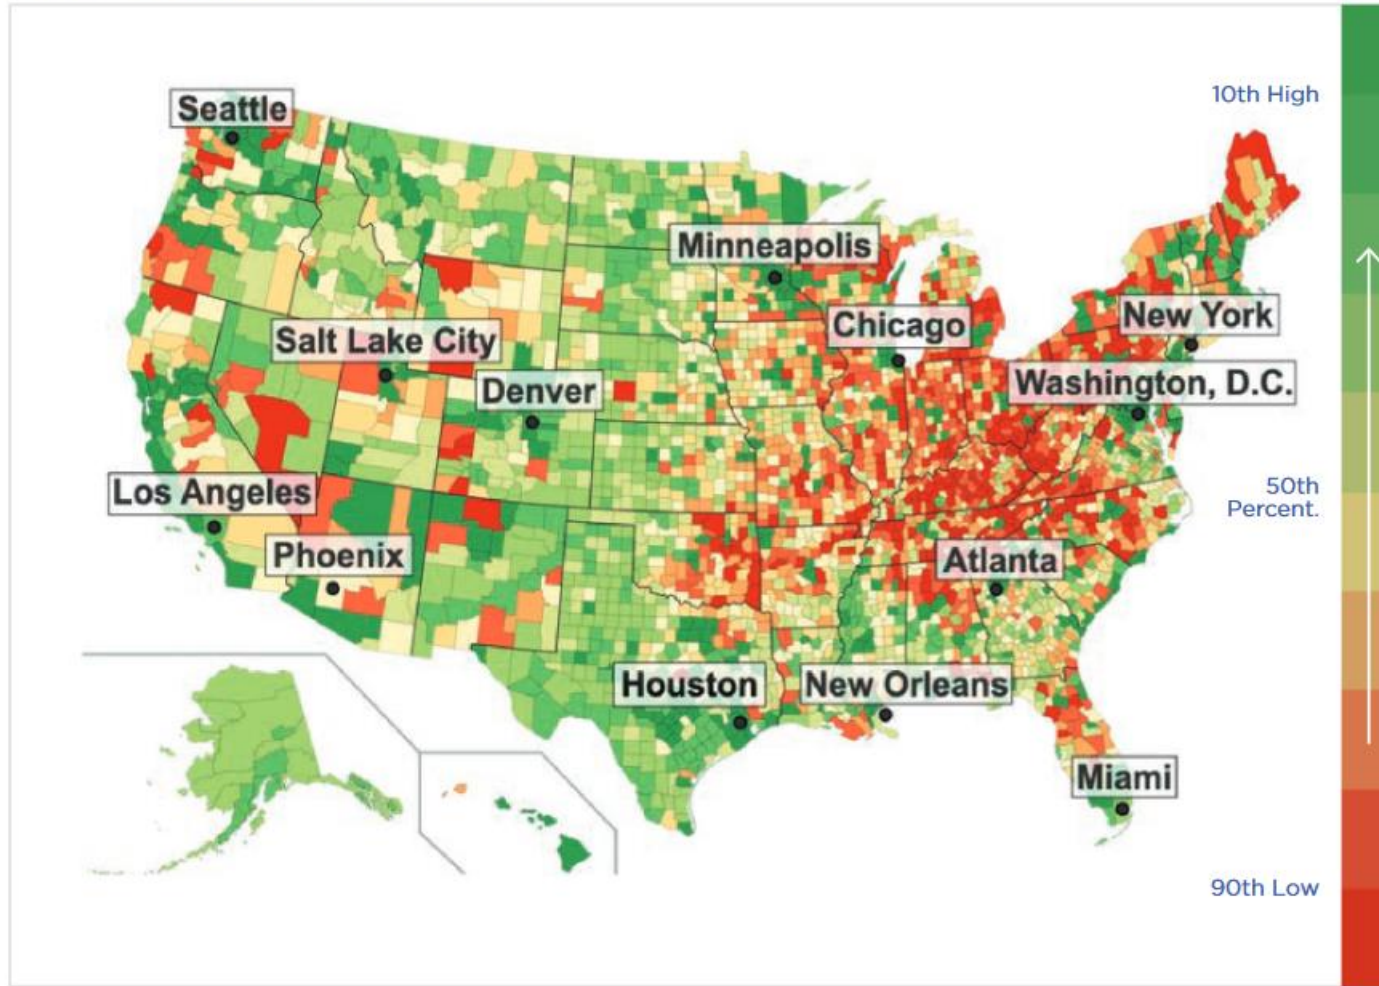 Seattle
10th High
Minneapolis
New York
Chicago
Salt Lake City
Washington, D.C.
Denver
Los Angeles
50th
Percent.
Phoenix
Atlanta
Houston
New Orleans
Miami
90th Low